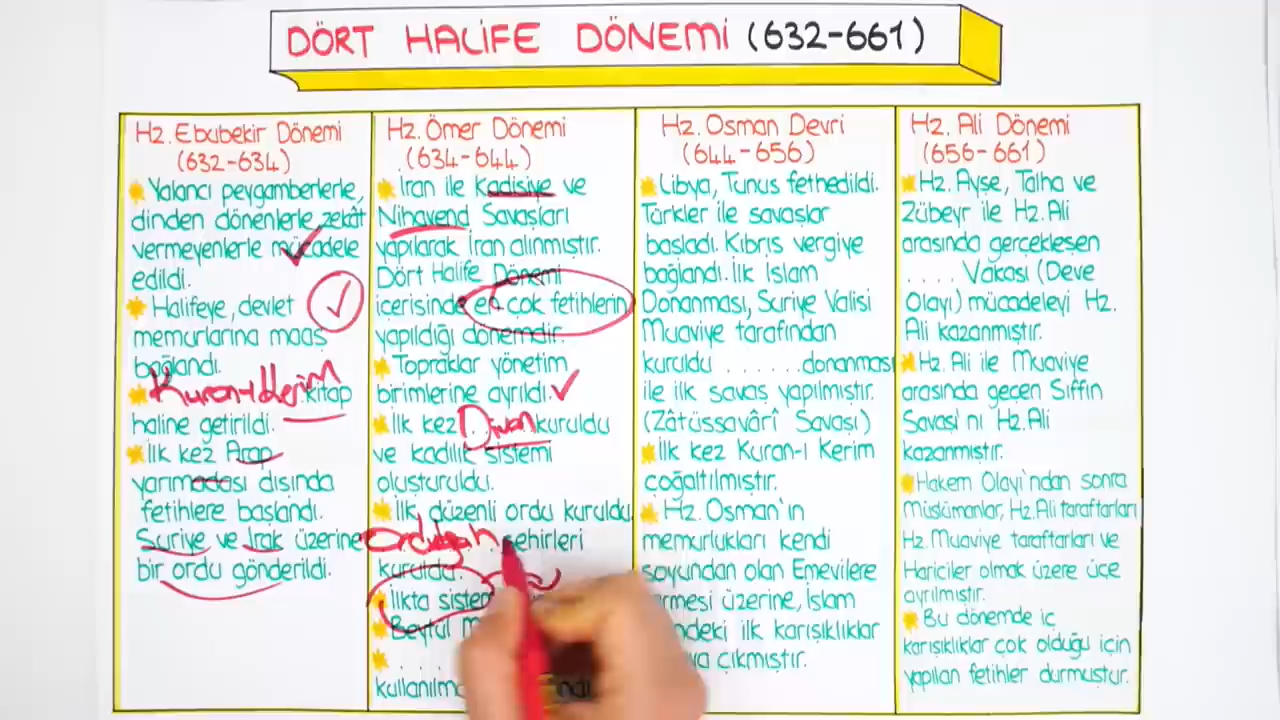 DÖRT HALİFE DÖNEMİ (632-661)
Hz. Ebubekir Dönemi
(632-634)
Yalancı peygamberlerle,
dinden dönenlerle zekât
vermeyenlerle mücadele
edildi.
Halifeye, devlet
memurlarına maaş
bağlandı.
Kuran-ı Kerim kitap
haline getirildi.
İlk kez Arap
yarımadası dışında
fetihlere başlandı.
Suriye ve Irak üzerine
bir ordu gönderildi.
Hz. Ömer Dönemi
(634-644)
İran ile Kadisiye ve
Nihavend Savaşları
yapılarak İran alınmıştır.
Dört Halife Dönemi
içerisinde en çok fetihlerin
yapıldığı dönemdir.
Topraklar yönetim
birimlerine ayrıldı.
İlk kez Divan kuruldu
ve kadılık sistemi
oluşturuldu.
İlk düzenli ordu kuruldu.
Ordugah şehirleri
kuruldu.
İlkta
Beytül
. . . .
Hz. Osman Devri
(644-656)
Libya, Tunus fethedildi.
Türkler ile savaşlar
başladı. Kıbrıs vergiye
bağlandı. İlk İslam
Donanması, Suriye Valisi
Muaviye tarafından
kuruldu . . . . . . donanması
ile ilk savaş yapılmıştır.
(Zâtüssavârî Savaşı)
İlk kez Kuran-ı Kerim
çoğaltılmıştır.
Hz. Osman'ın
memurlukları kendi
soyundan olan Emevilere
üzerine, İslam
ilk karışıklıklar
çıkmıştır.
Hz. Ali Dönemi
(656-661)
Hz. Ayşe, Talha ve
Zübeyr ile Hz. Ali
arasında gerçekleşen
. . . . Vakası (Deve
Olayı) mücadeleyi Hz.
Ali kazanmıştır.
Hz. Ali ile Muaviye
arasında geçen Sıffin
Savaşı'nı Hz. Ali
kazanmıştır.
Hakem Olayı'ndan sonra
Müslümanlar, Hz. Ali taraftarları
Hz. Muaviye taraftarları ve
Hariciler olmak üzere üçe
ayrılmıştır.
Bu dönemde iç
karışıklıklar çok olduğu için
yapılan fetihler durmuştur.